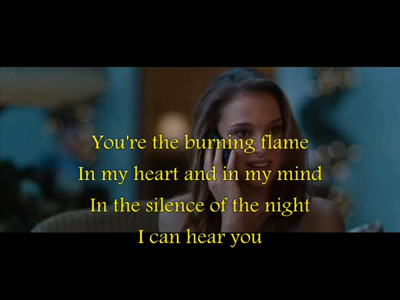 You're the burning flame
In my heart and in my mind
In the silence of the night
I can hear you